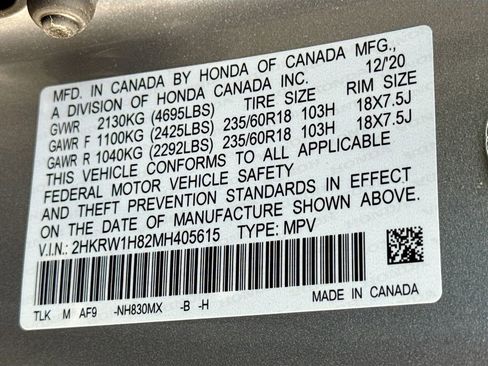 MFD. IN CANADA BY HONDA OF CANADA MFG.,
A DIVISION OF HONDA CANADA INC. 12/'20
GVWR 2130KG (4695LBS) TIRE SIZE RIM SIZE
GAWR F 1100KG (2425LBS) 235/60R18 103H 18X7.5J
GAWR R 1040KG (2292LBS) 235/60R18 103H 18X7.5J
THIS VEHICLE CONFORMS TO ALL APPLICABLE
FEDERAL MOTOR VEHICLE SAFETY
AND THEFT PREVENTION STANDARDS IN EFFECT
ON THE DATE OF MANUFACTURE SHOWN ABOVE.
V.I.N.: 2HKRW1H82MH405615 TYPE: MPV
TLK M AF9 -NH830MX -B -H MADE IN CANADA